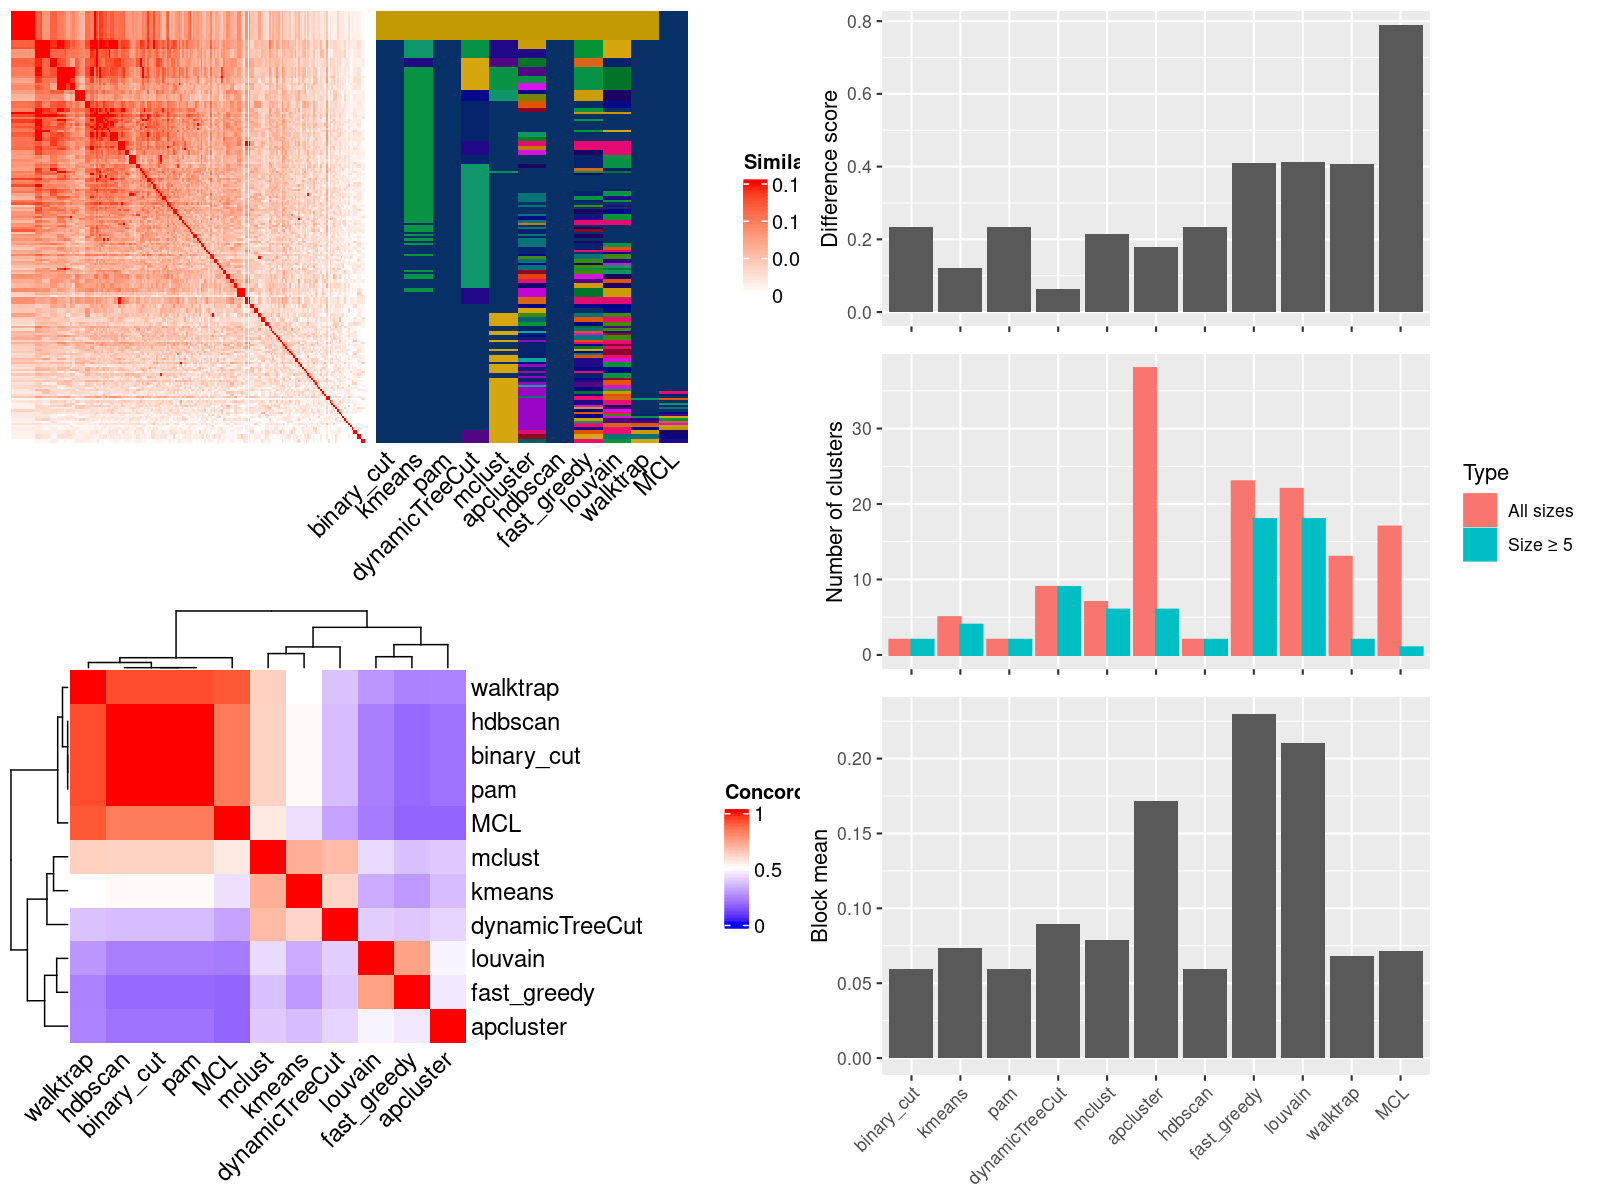 Simila
0.1
0.1
0.0
0
binary_cut
kmeans
pam
dynamicTreeCut
mclust
apcluster
hdbscan
fast_greedy
louvain
walktrap
MCL
walktrap
hdbscan
binary_cut
pam
MCL
mclust
kmeans
dynamicTreeCut
louvain
fast_greedy
apcluster
walktrap
hdbscan
binary_cut
pam
MCL
mclust
kmeans
dynamicTreeCut
louvain
fast_greedy
apcluster
Concord
1
0.5
0
Difference score
0.8
0.6
0.4
0.2
0.0
Number of clusters
30
20
10
0
Type
All sizes
Size ≥ 5
Block mean
0.20
0.15
0.10
0.05
0.00
binary_cut
kmeans
pam
dynamicTreeCut
mclust
apcluster
hdbscan
fast_greedy
louvain
walktrap
MCL